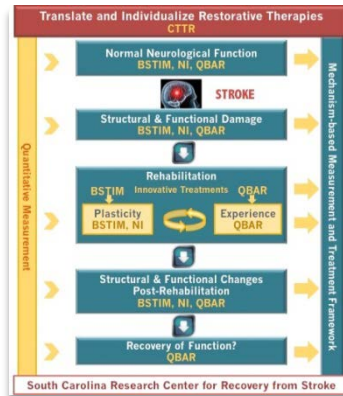 Translate and Individualize Restorative Therapies
CTTR
Quantitative Measurement
Normal Neurological Function
BSTIM, NI, QBAR
STROKE
Structural & Functional Damage
BSTIM, NI, QBAR
Rehabilitation
BSTIM Innovative Treatments QBAR
Plasticity
BSTIM, NI
Experience
QBAR
Structural & Functional Changes
Post-Rehabilitation
BSTIM, NI, QBAR
Recovery of Function?
QBAR
Mechanism-based Measurement and Treatment Framework
South Carolina Research Center for Recovery from Stroke